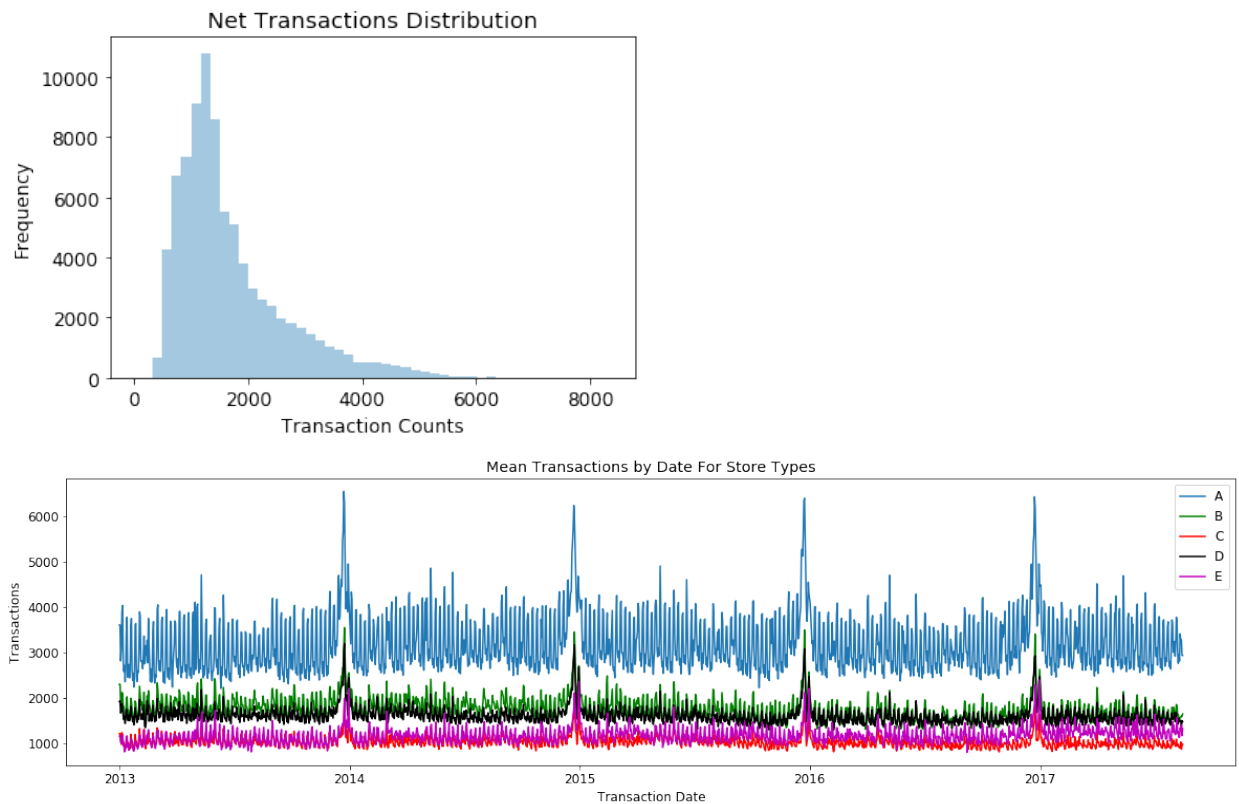 Net Transactions Distribution
10000
8000
6000
4000
2000
0
Frequency
0 2000 4000 6000 8000
Transaction Counts
Mean Transactions by Date For Store Types
6000
5000
4000
3000
2000
1000
Transactions
A
B
C
D
E
2013 2014 2015 2016 2017
Transaction Date